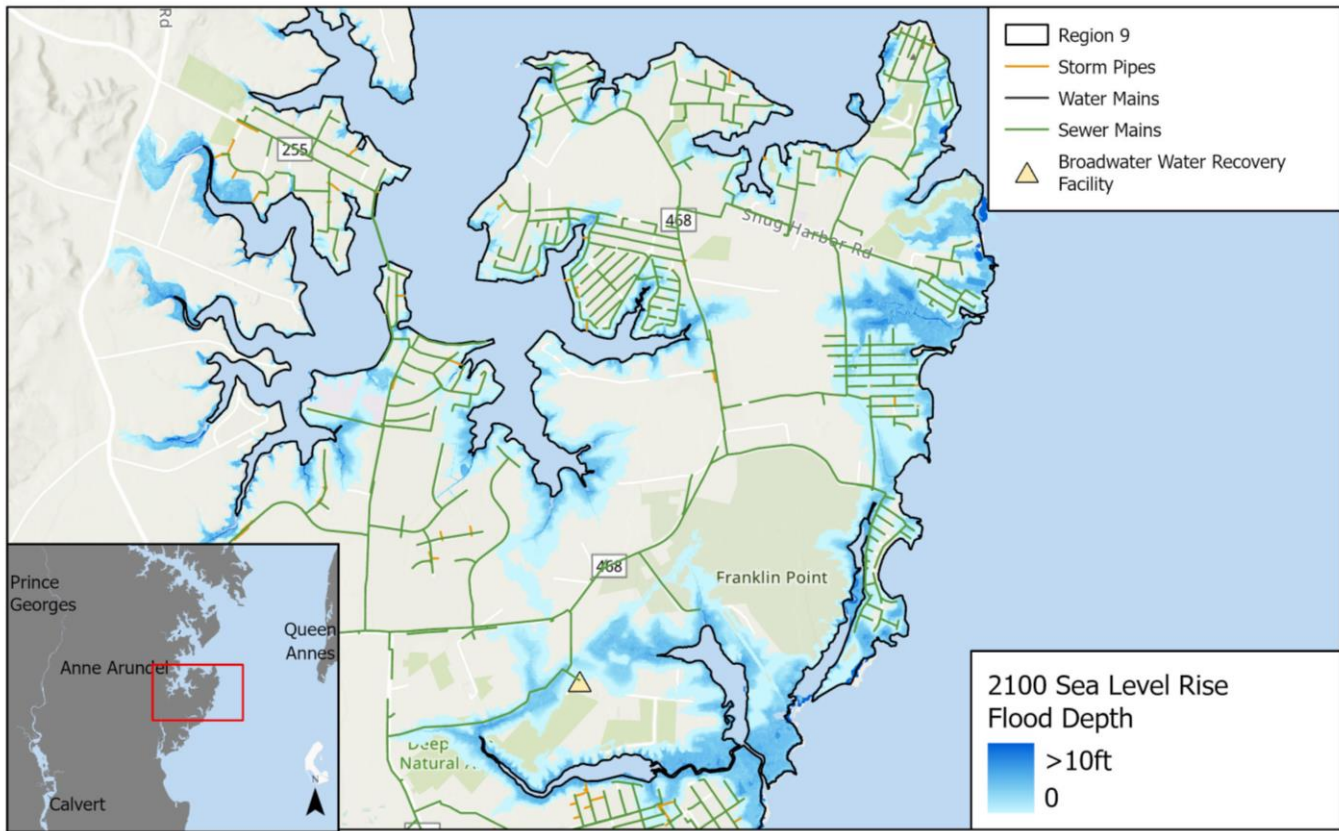 Rd
255
468
Snug Harbor Rd
468
Franklin Point
Deep
Natural
Region 9
Storm Pipes
Water Mains
Sewer Mains
Broadwater Water Recovery
Facility
Prince
Georges
Queen
Annes
Anne Arundel
Calvert
N
2100 Sea Level Rise
Flood Depth
>10ft
0